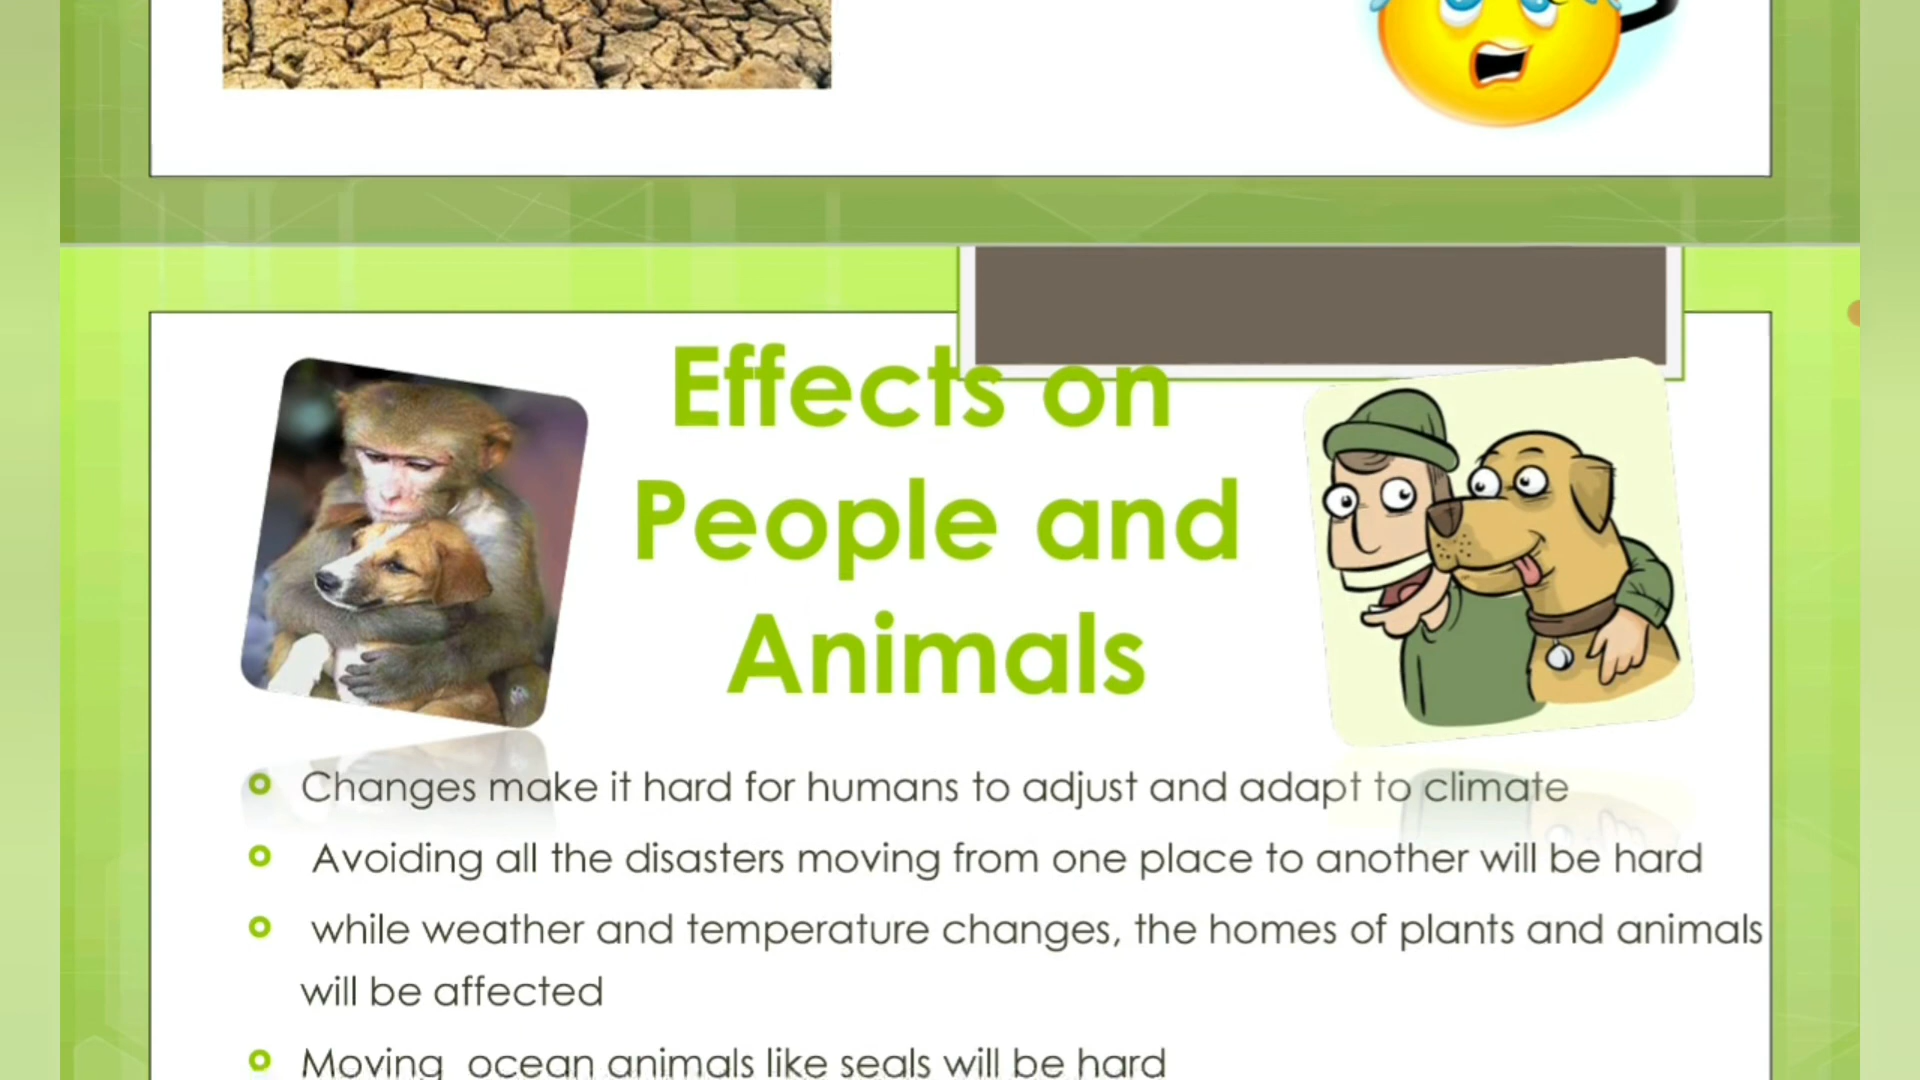 Effects on
People and
Animals
Changes make it hard for humans to adjust and adapt to climate
Avoiding all the disasters moving from one place to another will be hard
while weather and temperature changes, the homes of plants and animals
will be affected
Moving ocean animals like seals will be hard